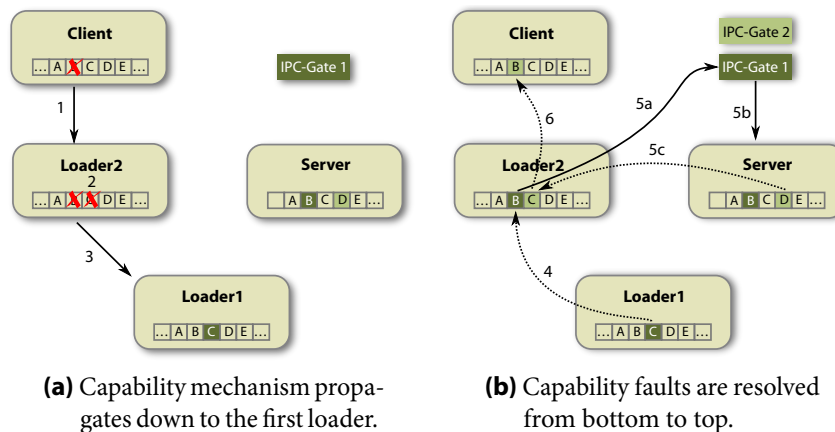 Client
... A C D E ...
IPC-Gate 1
1
Loader2
2
... A D E ...
Server
A B C D E ...
3
Loader1
... A B C D E ...
(a) Capability mechanism propa-
gates down to the first loader.
Client
... A B C D E ...
IPC-Gate 2
IPC-Gate 1
5a
5b
6
5c
Loader2
... A B C D E ...
Server
A B C D E ...
4
Loader1
... A B C D E ...
(b) Capability faults are resolved
from bottom to top.